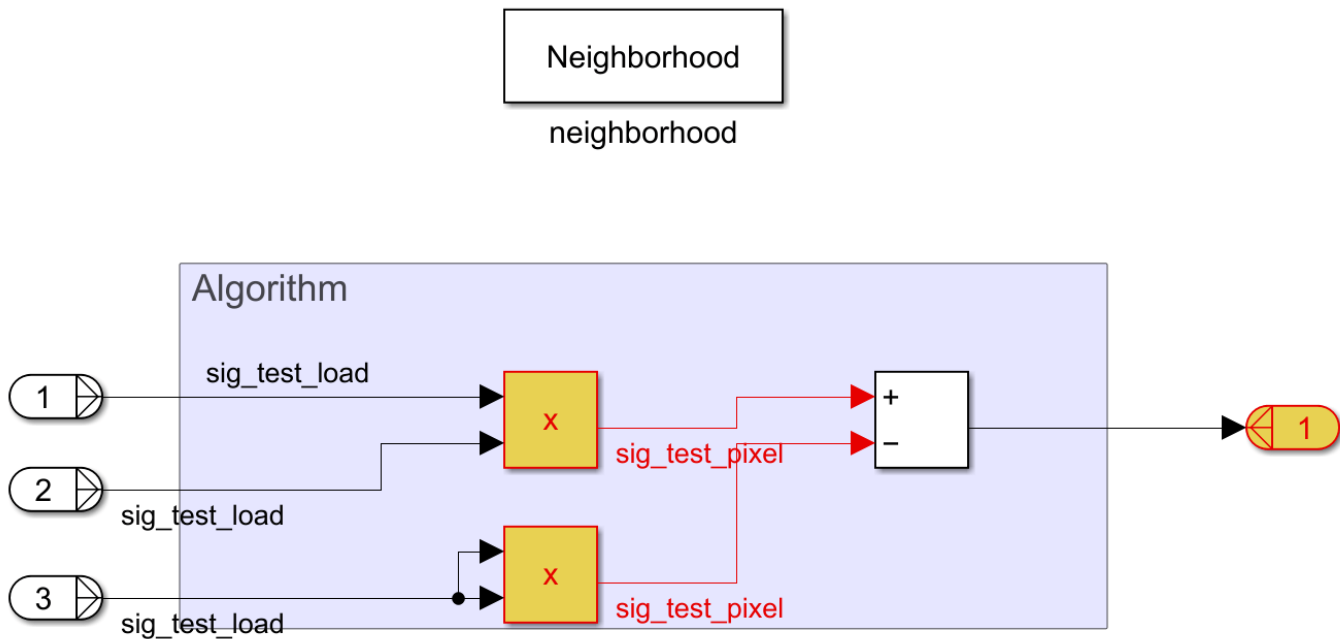 Neighborhood
neighborhood
Algorithm
sig_test_load
1
x
+
sig_test_pixel
−
1
2
sig_test_load
x
3
sig_test_load
sig_test_pixel